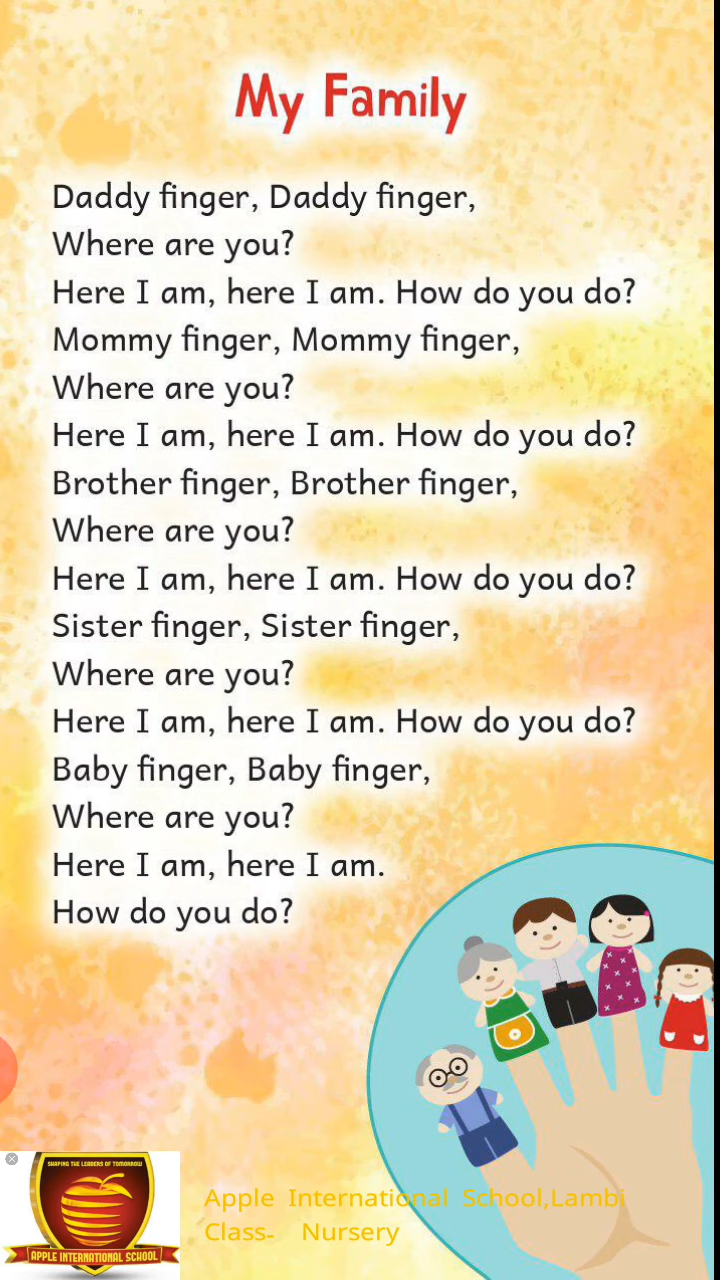 My Family
Daddy finger, Daddy finger,
Where are you?
Here I am, here I am. How do you do?
Mommy finger, Mommy finger,
Where are you?
Here I am, here I am. How do you do?
Brother finger, Brother finger,
Where are you?
Here I am, here I am. How do you do?
Sister finger, Sister finger,
Where are you?
Here I am, here I am. How do you do?
Baby finger, Baby finger,
Where are you?
Here I am, here I am.
How do you do?
SHAPING THE LEADERS OF TOMORROW
APPLE INTERNATIONAL SCHOOL
Apple International School,Lambi
Class- Nursery